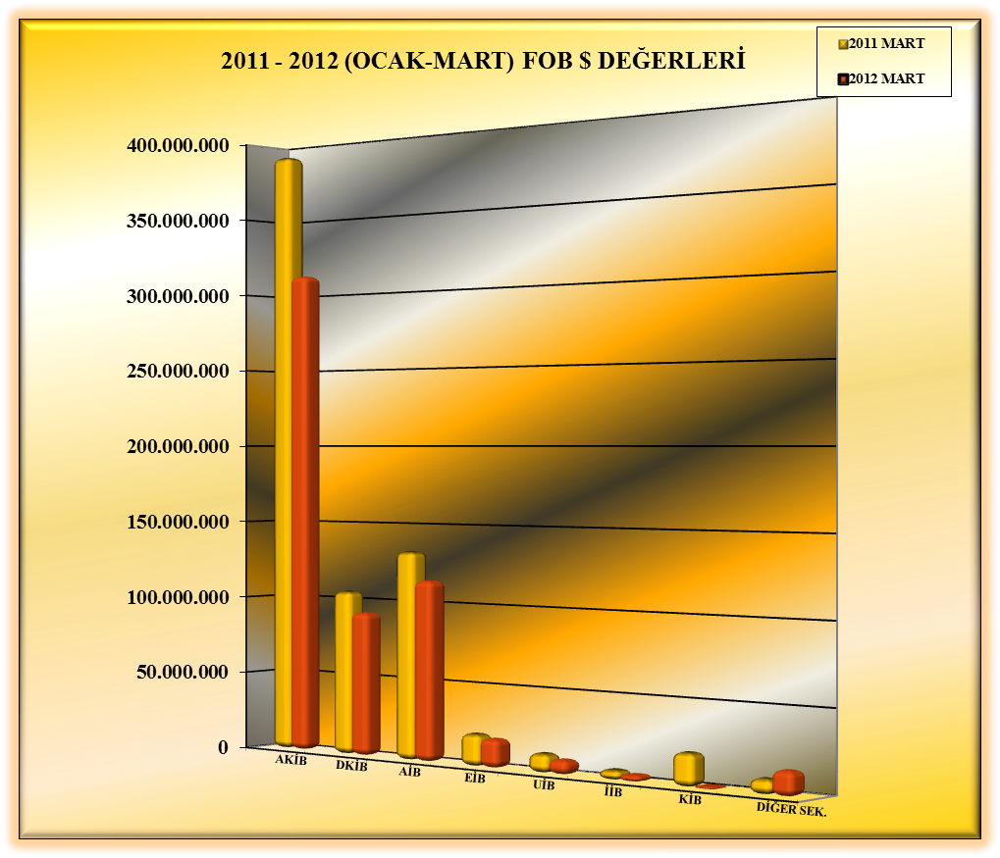 2011 - 2012 (OCAK-MART) FOB $ DEĞERLERİ
2011 MART
2012 MART
400.000.000
350.000.000
300.000.000
250.000.000
200.000.000
150.000.000
100.000.000
50.000.000
0
AKİB
DKİB
AİB
EİB
UİB
İİB
KİB
DİĞER SEK.